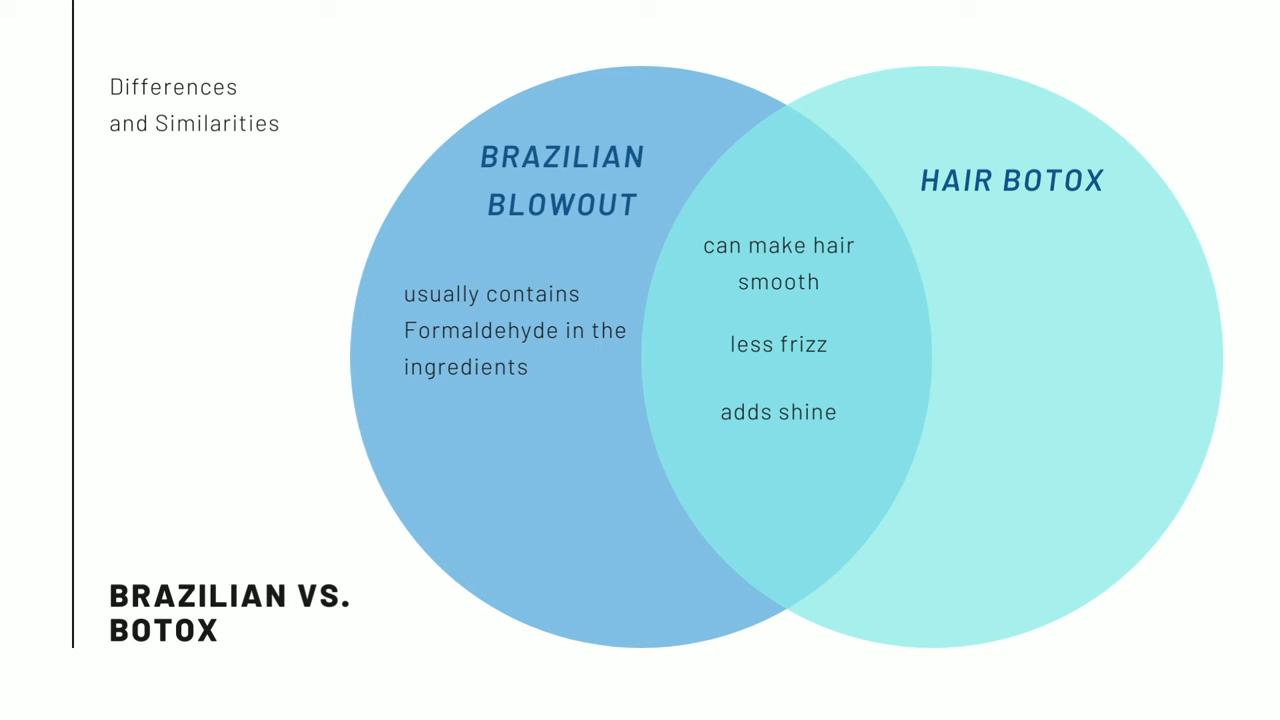 Differences
and Similarities
BRAZILIAN
BLOWOUT
usually contains
Formaldehyde in the
ingredients
can make hair
smooth
less frizz
adds shine
HAIR BOTOX
BRAZILIAN VS.
BOTOX